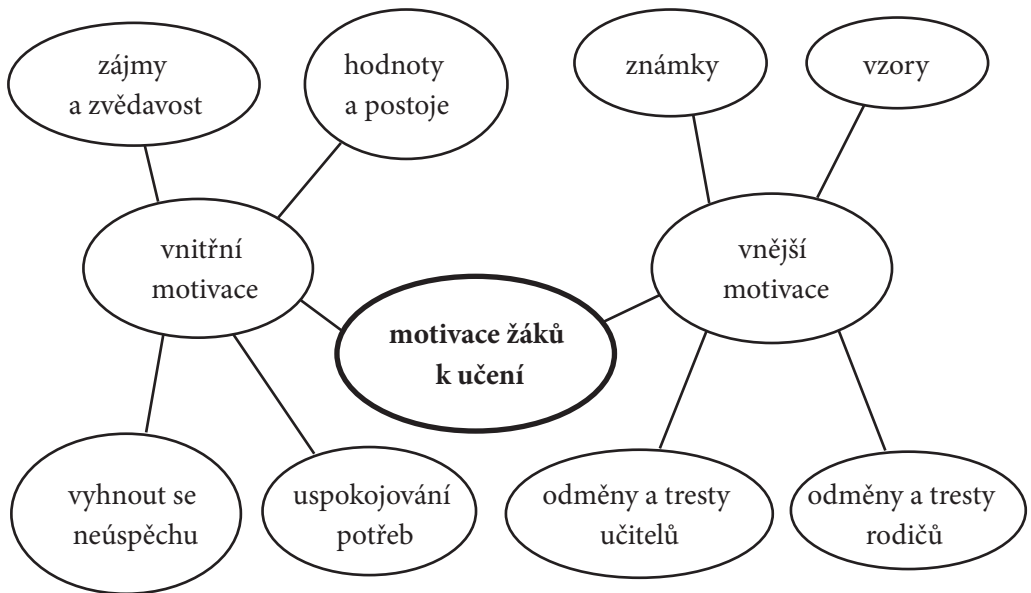 zájmy
a zvědavost
hodnoty
a postoje
známky
vzory
vnitřní
motivace
vnější
motivace
motivace žáků
k učení
vyhnout se
neúspěchu
uspokojování
potřeb
odměny a tresty
učitelů
odměny a tresty
rodičů